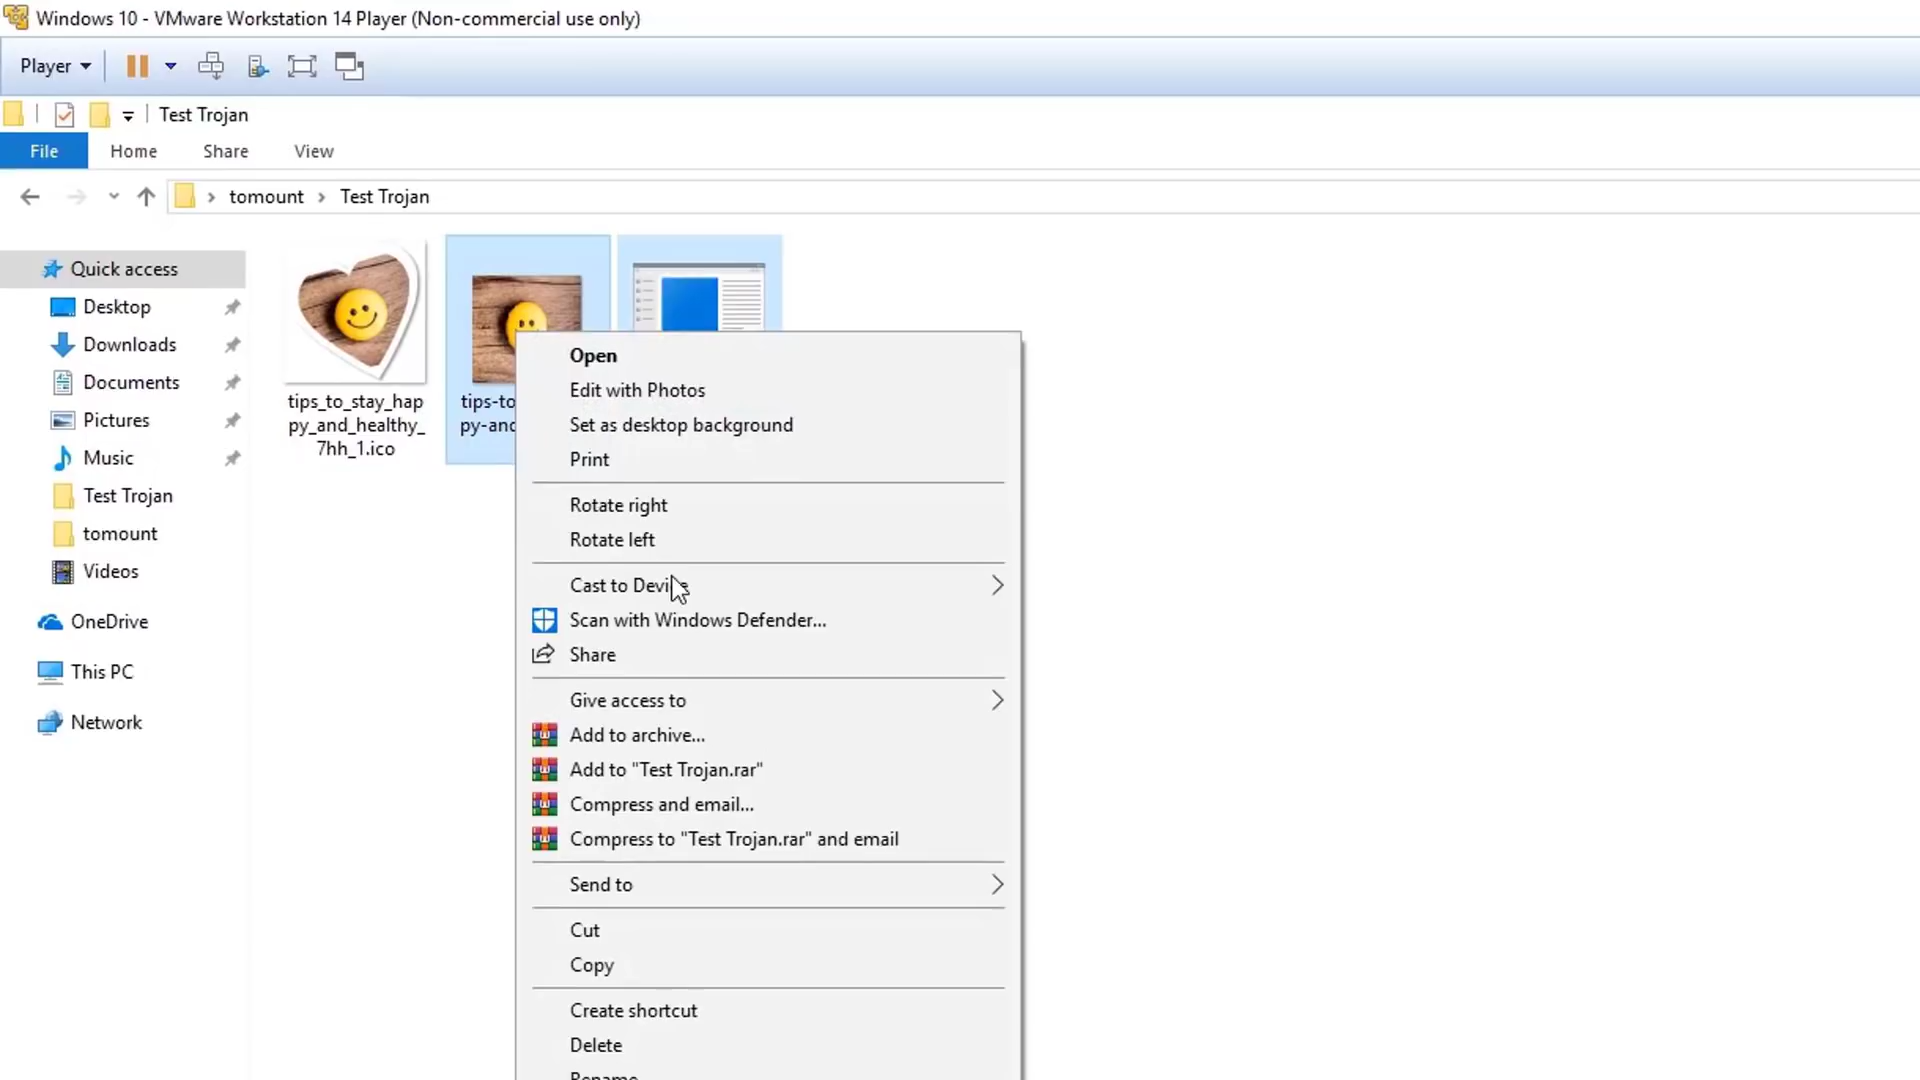 Windows 10 - VMware Workstation 14 Player (Non-commercial use only)
Player
Test Trojan
File Home Share View
tomount Test Trojan
Quick access
Desktop
Downloads
Documents
Pictures
Music
Test Trojan
tomount
Videos
OneDrive
This PC
Network
tips_to_stay_hap
py_and_healthy_
7hh_1.ico
tips-to
py-and
Open
Edit with Photos
Set as desktop background
Print
Rotate right
Rotate left
Cast to Device
Scan with Windows Defender...
Share
Give access to
Add to archive...
Add to "Test Trojan.rar"
Compress and email...
Compress to "Test Trojan.rar" and email
Send to
Cut
Copy
Create shortcut
Delete
Rename